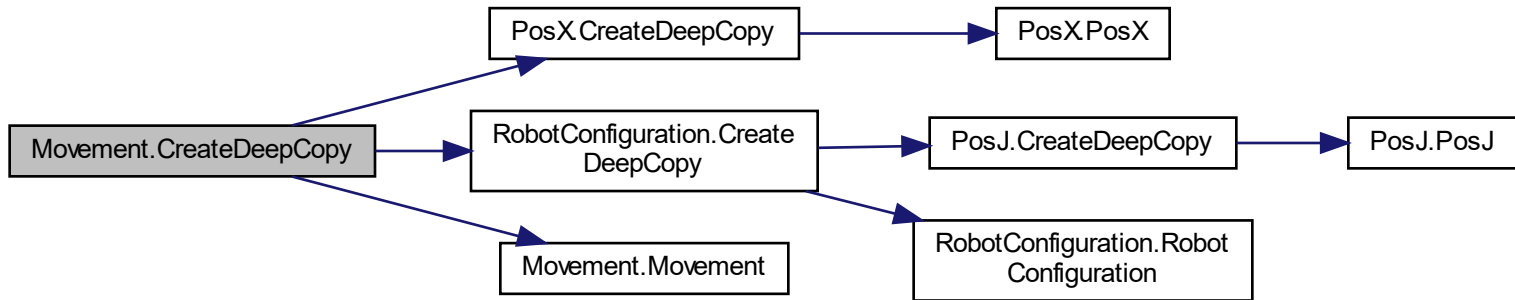 PosX.CreateDeepCopy
PosX.PosX
Movement.CreateDeepCopy
RobotConfiguration.Create
DeepCopy
PosJ.CreateDeepCopy
PosJ.PosJ
Movement.Movement
RobotConfiguration.Robot
Configuration